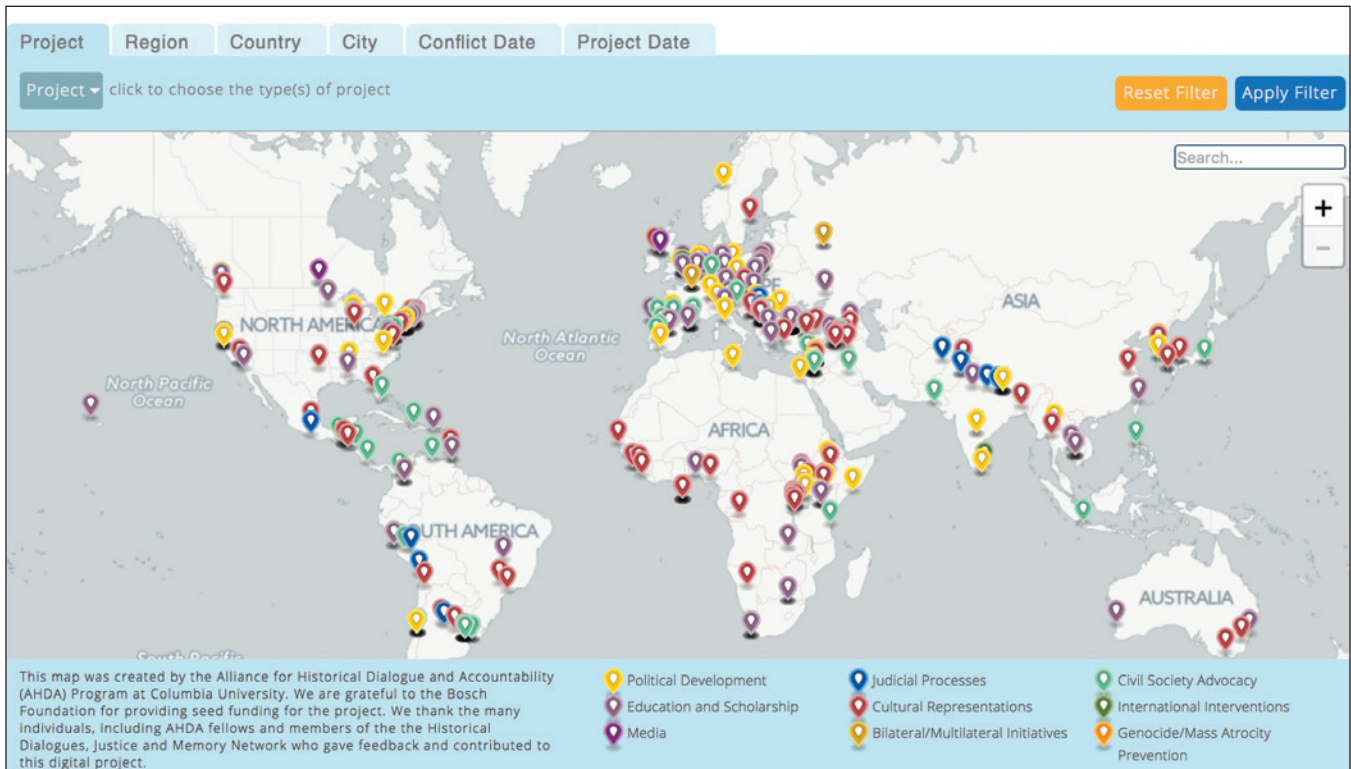 Project
Region
Country
City
Conflict Date
Project Date
Project
click to choose the type(s) of project
Reset Filter
Apply Filter
Search...
+
−
ASIA
NORTH AMERICA
North Atlantic
Ocean
North Pacific
Ocean
AFRICA
SOUTH AMERICA
AUSTRALIA
South Pacific
This map was created by the Alliance for Historical Dialogue and Accountability
(AHDA) Program at Columbia University. We are grateful to the Bosch
Foundation for providing seed funding for the project. We thank the many
individuals, including AHDA fellows and members of the the Historical
Dialogues, Justice and Memory Network who gave feedback and contributed to
this digital project.
Political Development
Education and Scholarship
Media
Judicial Processes
Cultural Representations
Bilateral/Multilateral Initiatives
Civil Society Advocacy
International Interventions
Genocide/Mass Atrocity
Prevention